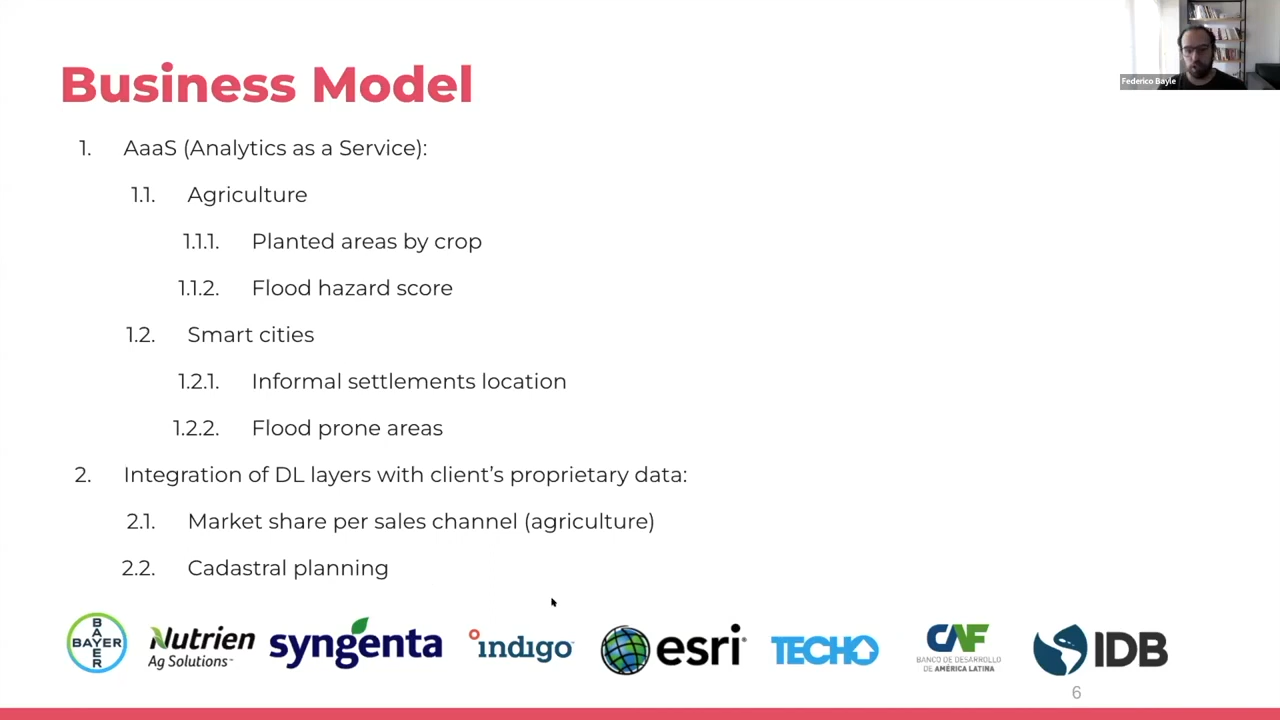 Business Model
Federico Bayle
1. AaaS (Analytics as a Service):
1.1. Agriculture
1.1.1. Planted areas by crop
1.1.2. Flood hazard score
1.2. Smart cities
1.2.1. Informal settlements location
1.2.2. Flood prone areas
2. Integration of DL layers with client’s proprietary data:
2.1. Market share per sales channel (agriculture)
2.2. Cadastral planning
BAYER
BAYER
Nutrien
Ag Solutions™
syngenta
indigo
esri
TECHO
CAF
BANCO DE DESARROLLO
DE AMÉRICA LATINA
IDB
6